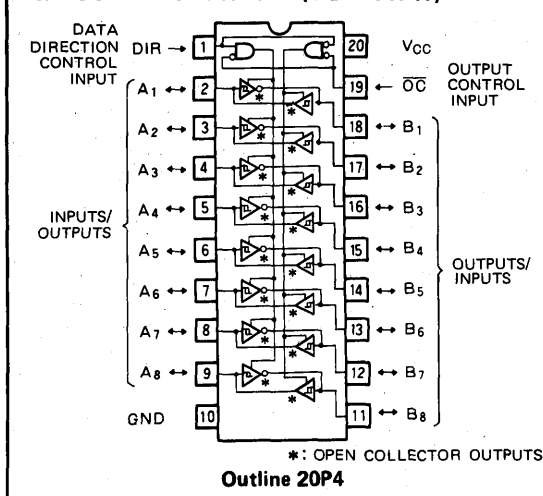 DATA
DIRECTION
CONTROL
INPUT
DIR → 1
20 VCC
19 ← OC
OUTPUT
CONTROL
INPUT
A1 ↔ 2
18 ↔ B1
A2 ↔ 3
17 ↔ B2
A3 ↔ 4
16 ↔ B3
A4 ↔ 5
15 ↔ B4
INPUTS/
OUTPUTS
A5 ↔ 6
14 ↔ B5
OUTPUTS/
INPUTS
A6 ↔ 7
13 ↔ B6
A7 ↔ 8
12 ↔ B7
A8 ↔ 9
11 ↔ B8
GND 10
*: OPEN COLLECTOR OUTPUTS
Outline 20P4